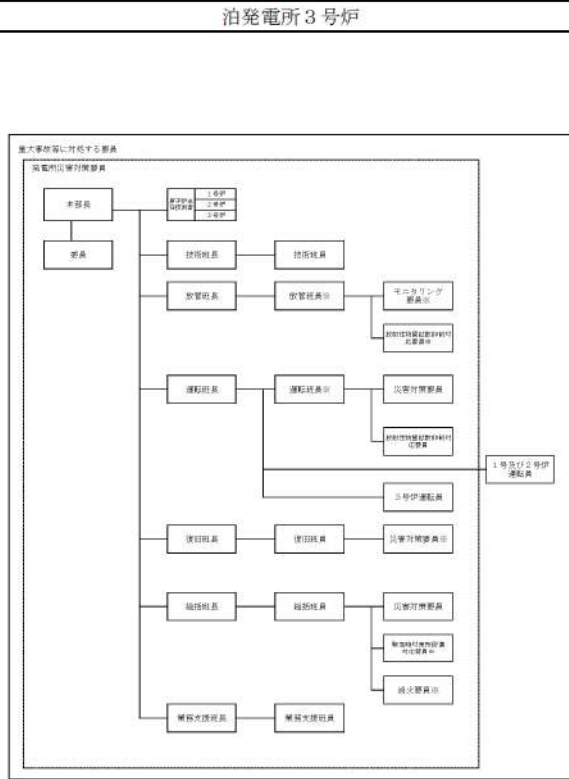 泊発電所3号炉
重大事故等に対処する要員
発電所災害対策要員
本部長
委員
1号炉
2号炉
3号炉
技術班長
技術班員
放管班長
放管班員※
モニタリング
要員※
運転班長
運転班員※
災害対策要員
1号及び2号炉
運転員
3号炉運転員
復旧班長
復旧班員
災害対策要員※
総括班長
総括班員
災害対策要員
消火要員※
業務支援班長
業務支援班員